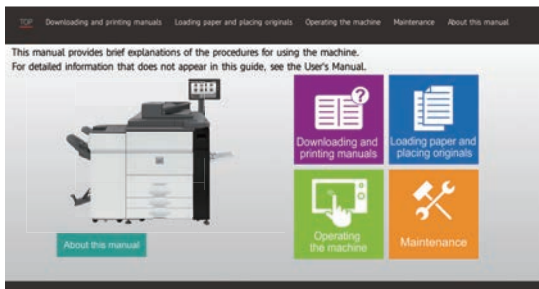 TOP Downloading and printing manuals Loading paper and placing originals Operating the machine Maintenance About this manual
This manual provides brief explanations of the procedures for using the machine.
For detailed information that does not appear in this guide, see the User's Manual.
Downloading and
printing manuals
Loading paper and
placing originals
Operating
the machine
Maintenance
About this manual